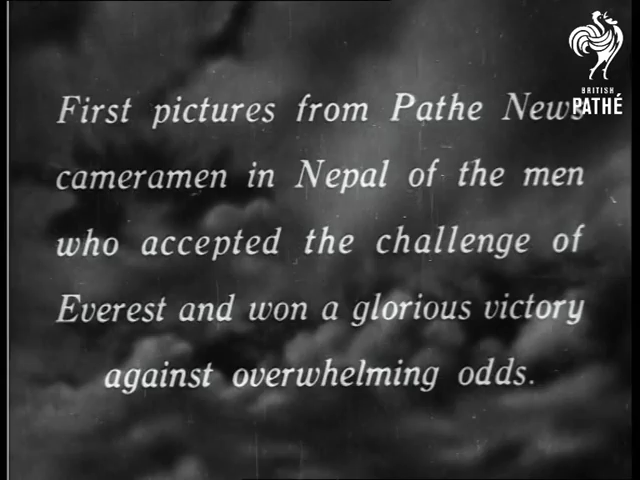 BRITISH
PATHÉ
First pictures from Pathe News
cameramen in Nepal of the men
who accepted the challenge of
Everest and won a glorious victory
against overwhelming odds.